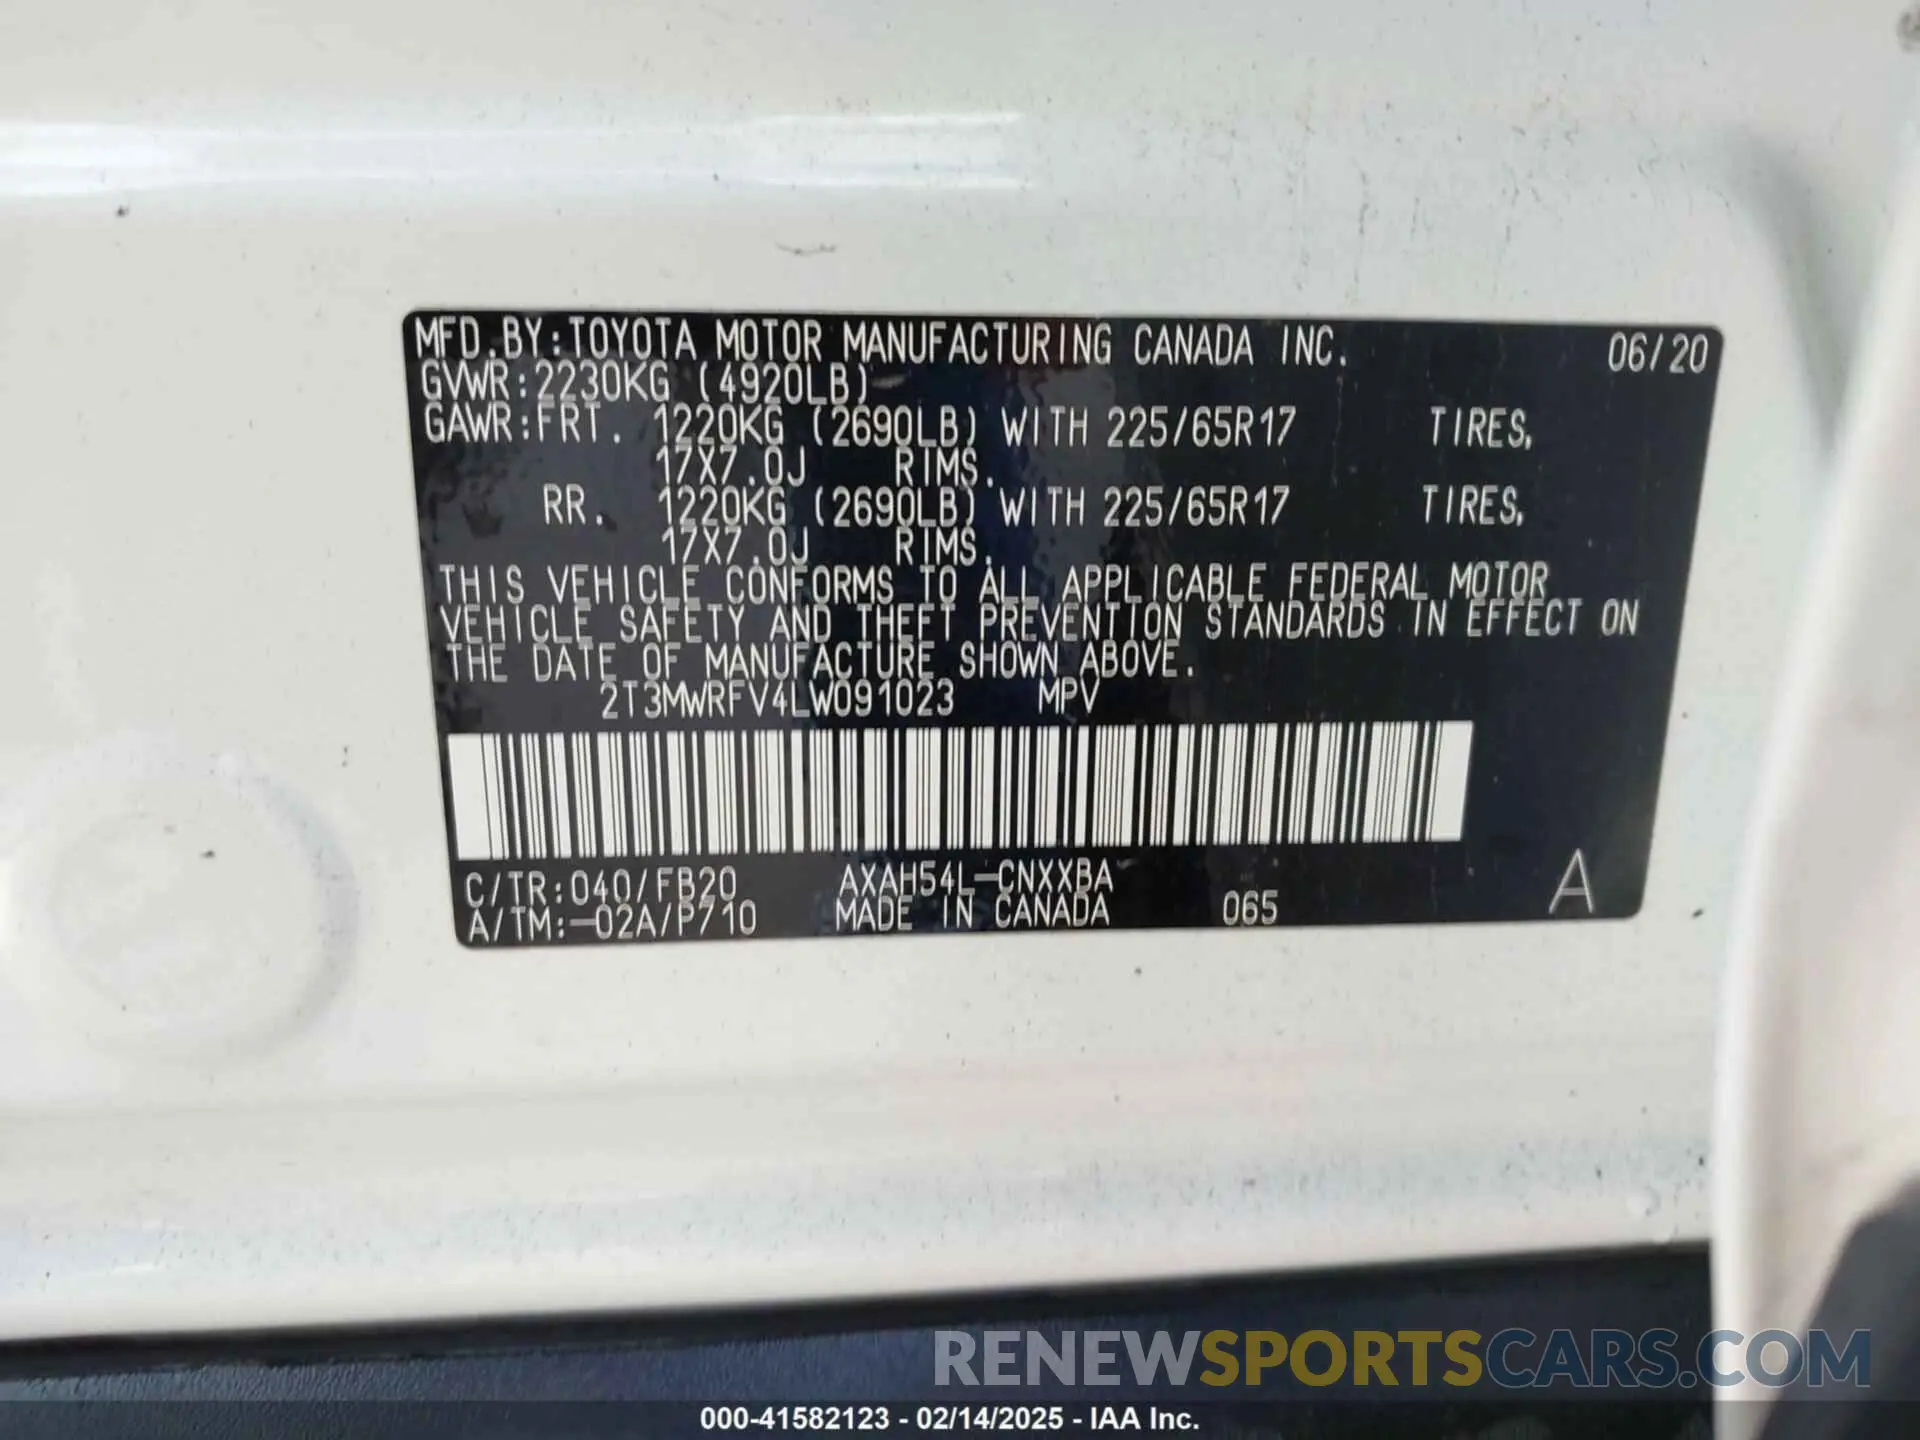 MFD.BY:TOYOTA MOTOR MANUFACTURING CANADA INC. 06/20
GVWR:2230KG (4920LB)
GAWR:FRT. 1220KG (2690LB) WITH 225/65R17 TIRES,
17X7.0J RIMS.
RR. 1220KG (2690LB) WITH 225/65R17 TIRES,
17X7.0J RIMS.
THIS VEHICLE CONFORMS TO ALL APPLICABLE FEDERAL MOTOR
VEHICLE SAFETY AND THEFT PREVENTION STANDARDS IN EFFECT ON
THE DATE OF MANUFACTURE SHOWN ABOVE.
2T3MWRFV4LW091023 MPV
C/TR:040/FB20 AXAH54L-CNXXBA
A/TM:-02A/P710 MADE IN CANADA 065 A
RENEWSPORTSCARS.COM
000-41582123 - 02/14/2025 - IAA Inc.